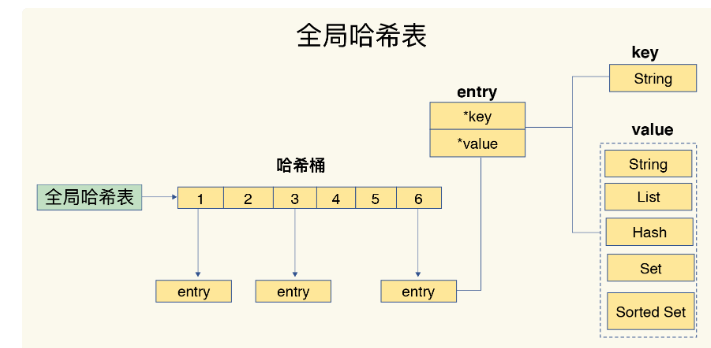 全局哈希表
key
String
entry
*key
*value
value
哈希桶
String
全局哈希表
1 2 3 4 5 6
List
Hash
Set
entry entry entry
Sorted Set